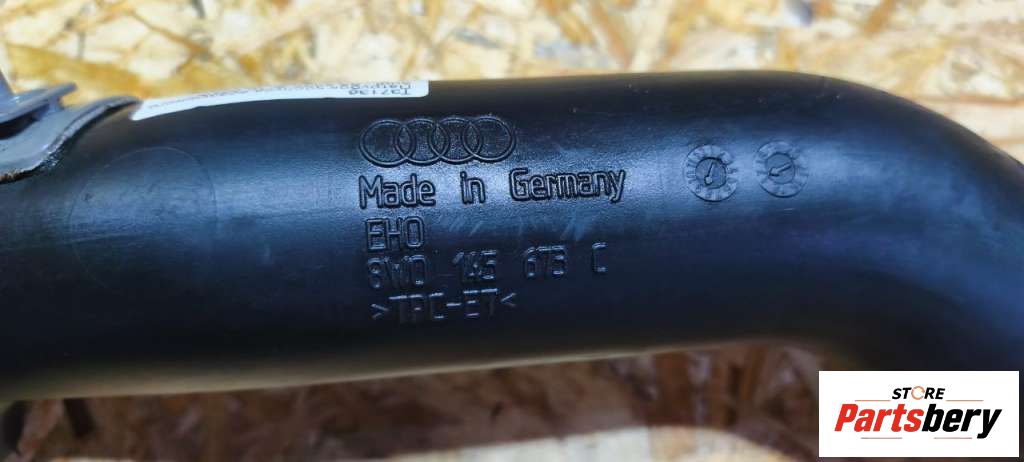 Made in Germany
EHO
8W0 145 673 C
>TPC-ET<
STORE
Partsbery